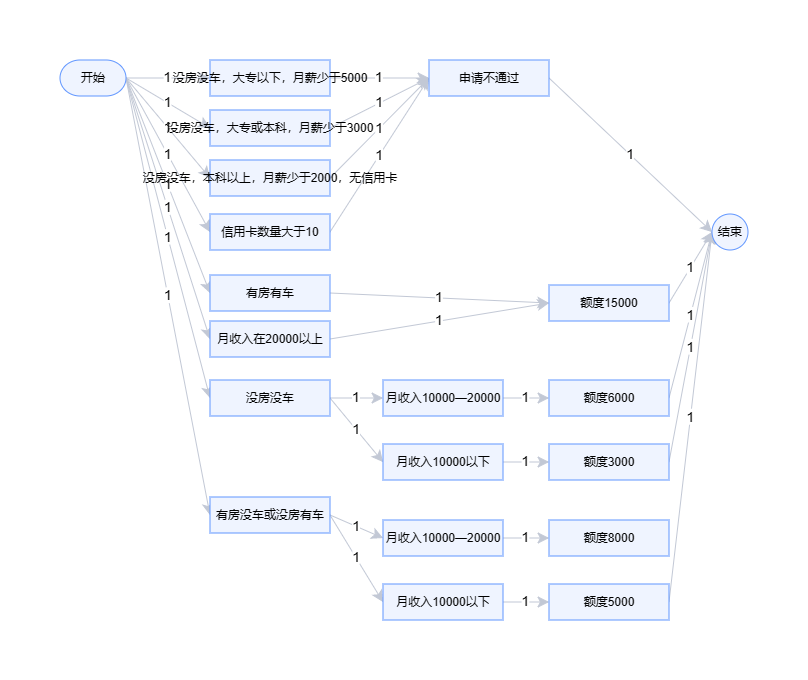 开始
1
没房没车，大专以下，月薪少于5000
1
申请不通过
1
没房没车，大专或本科，月薪少于3000
1
1
1
1
没房没车，本科以上，月薪少于2000，无信用卡
1
1
1
1
信用卡数量大于10
结束
1
1
有房有车
1
1
额度15000
1
月收入在20000以上
1
1
没房没车
1
月收入10000—20000
1
额度6000
1
1
月收入10000以下
1
额度3000
有房没车或没房有车
1
月收入10000—20000
1
额度8000
1
月收入10000以下
1
额度5000